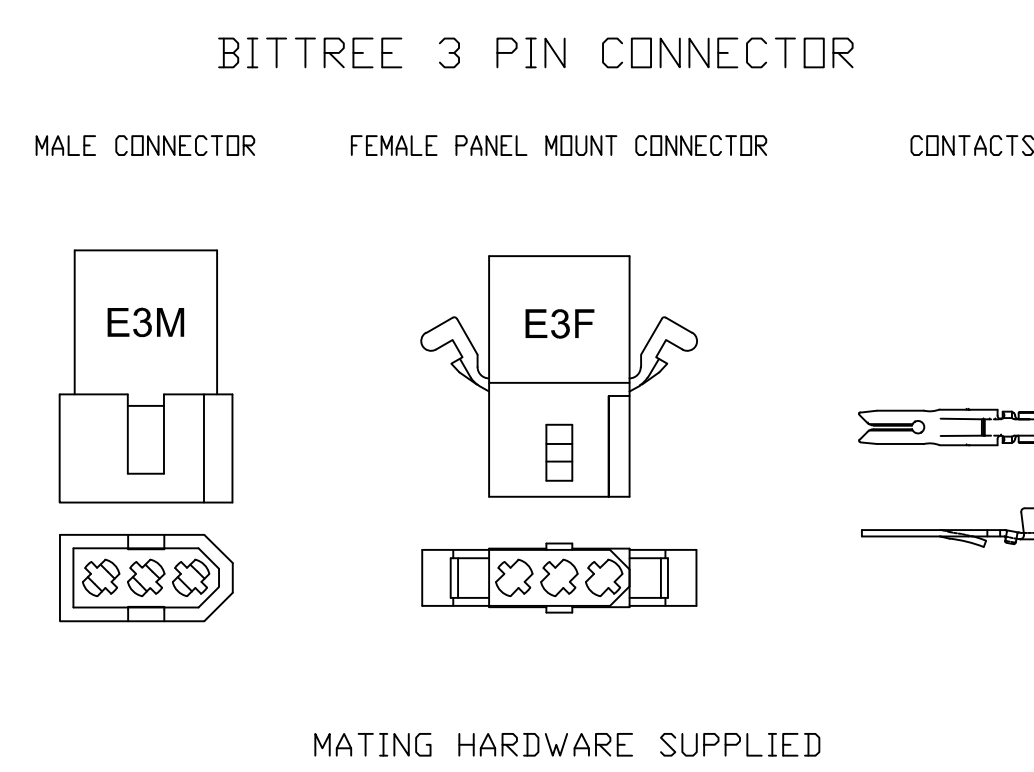 BITTREE 3 PIN CONNECTOR
MALE CONNECTOR
FEMALE PANEL MOUNT CONNECTOR
CONTACTS
E3M
E3F
MATING HARDWARE SUPPLIED